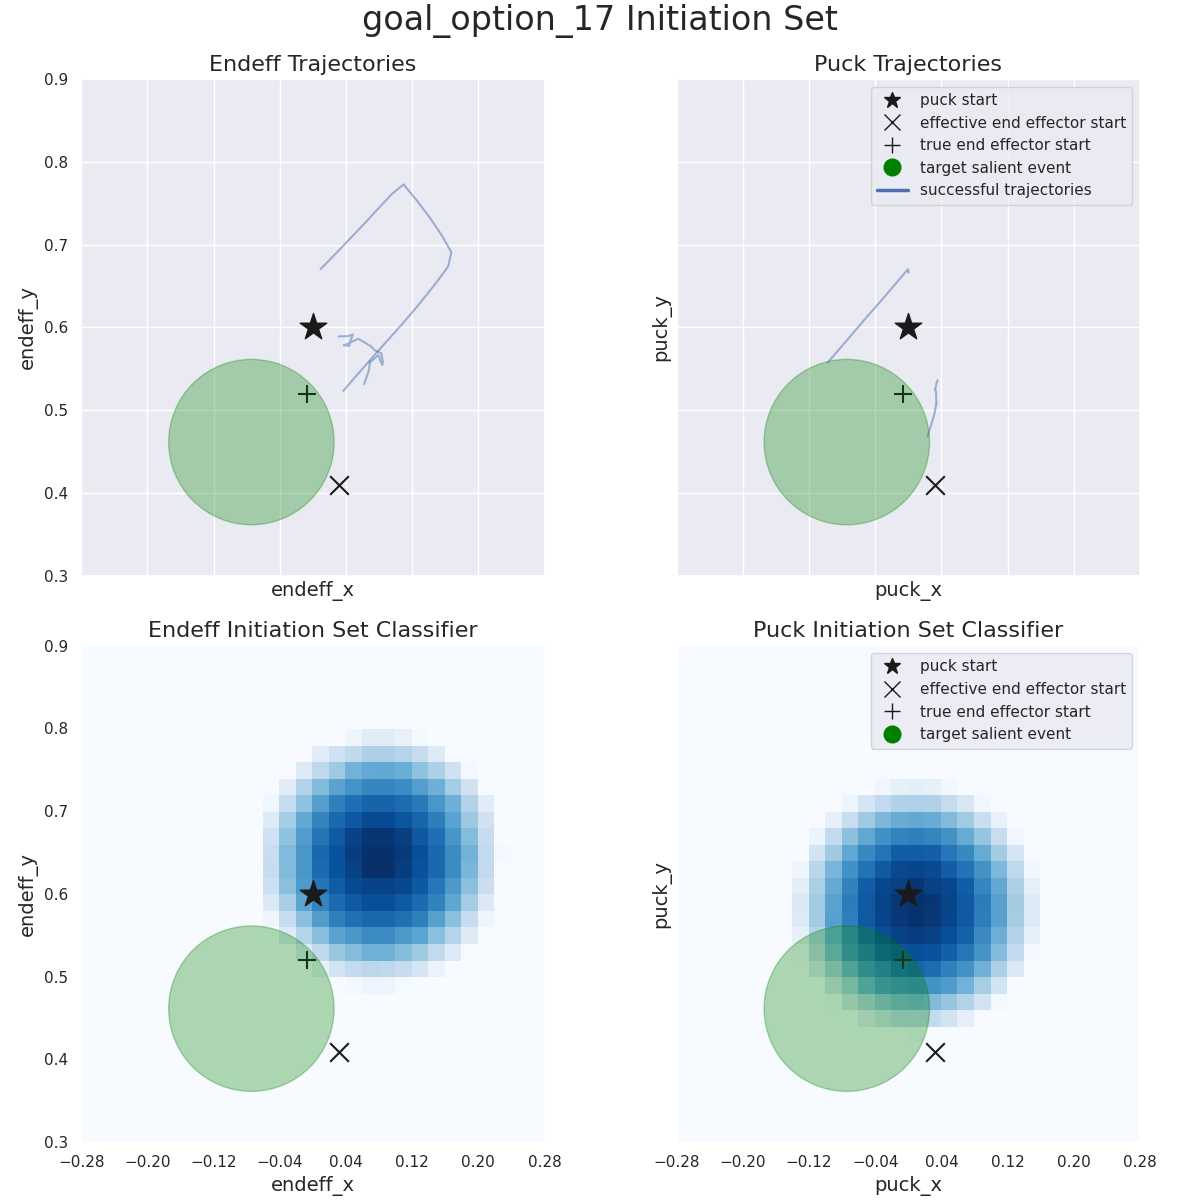 goal_option_17 Initiation Set
Endeff Trajectories
0.9
0.8
0.7
0.6
0.5
0.4
0.3
endeff_y
endeff_x
Puck Trajectories
puck start
effective end effector start
true end effector start
target salient event
successful trajectories
puck_y
puck_x
Endeff Initiation Set Classifier
0.9
0.8
0.7
0.6
0.5
0.4
0.3
endeff_y
−0.28 −0.20 −0.12 −0.04 0.04 0.12 0.20 0.28
endeff_x
Puck Initiation Set Classifier
puck start
effective end effector start
true end effector start
target salient event
puck_y
−0.28 −0.20 −0.12 −0.04 0.04 0.12 0.20 0.28
puck_x